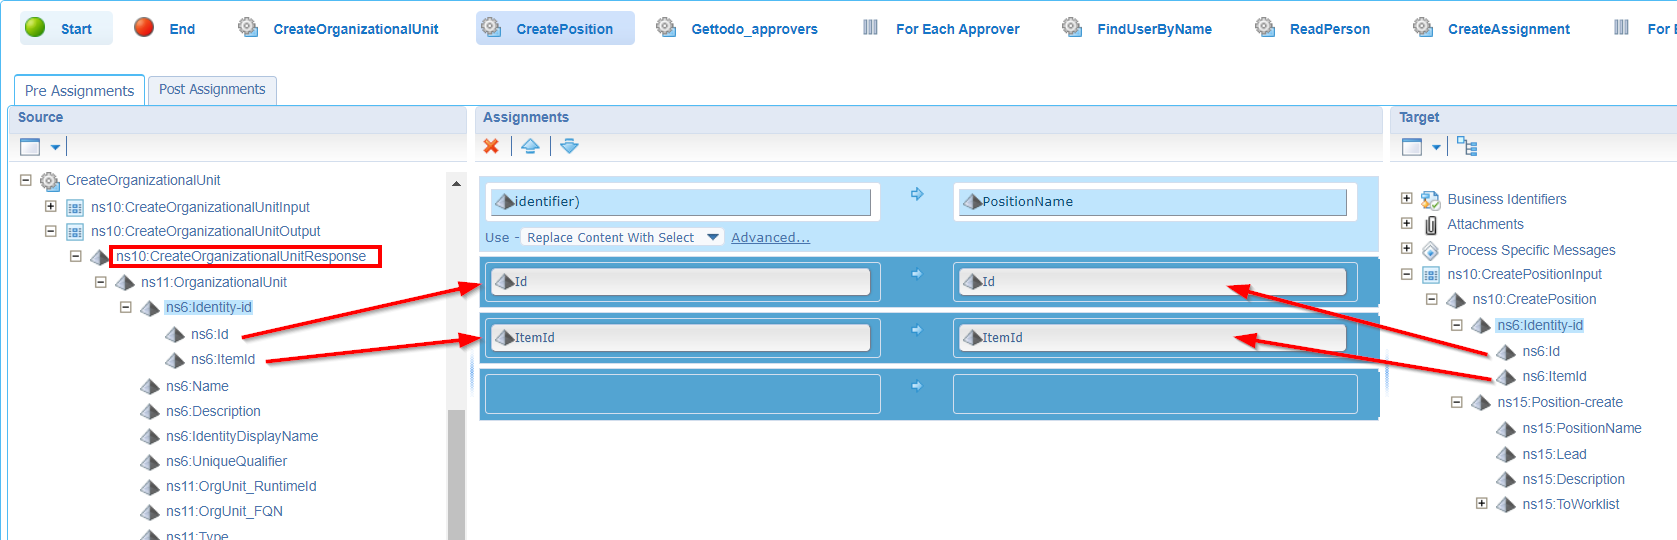 Start End CreateOrganizationalUnit CreatePosition Gettodo_approvers For Each Approver FindUserByName ReadPerson CreateAssignment For E
Pre Assignments Post Assignments
Source
CreateOrganizationalUnit
ns10:CreateOrganizationalUnitInput
ns10:CreateOrganizationalUnitOutput
ns10:CreateOrganizationalUnitResponse
ns11:OrganizationalUnit
ns6:Identity-id
ns6:Id
ns6:ItemId
ns6:Name
ns6:Description
ns6:IdentityDisplayName
ns6:UniqueQualifier
ns11:OrgUnit_RuntimeId
ns11:OrgUnit_FQN
ns11:Type
Assignments
identifier) PositionName
Use - Replace Content With Select Advanced...
Id Id
ItemId ItemId
Target
Business Identifiers
Attachments
Process Specific Messages
ns10:CreatePositionInput
ns10:CreatePosition
ns6:Identity-id
ns6:Id
ns6:ItemId
ns15:Position-create
ns15:PositionName
ns15:Lead
ns15:Description
ns15:ToWorklist